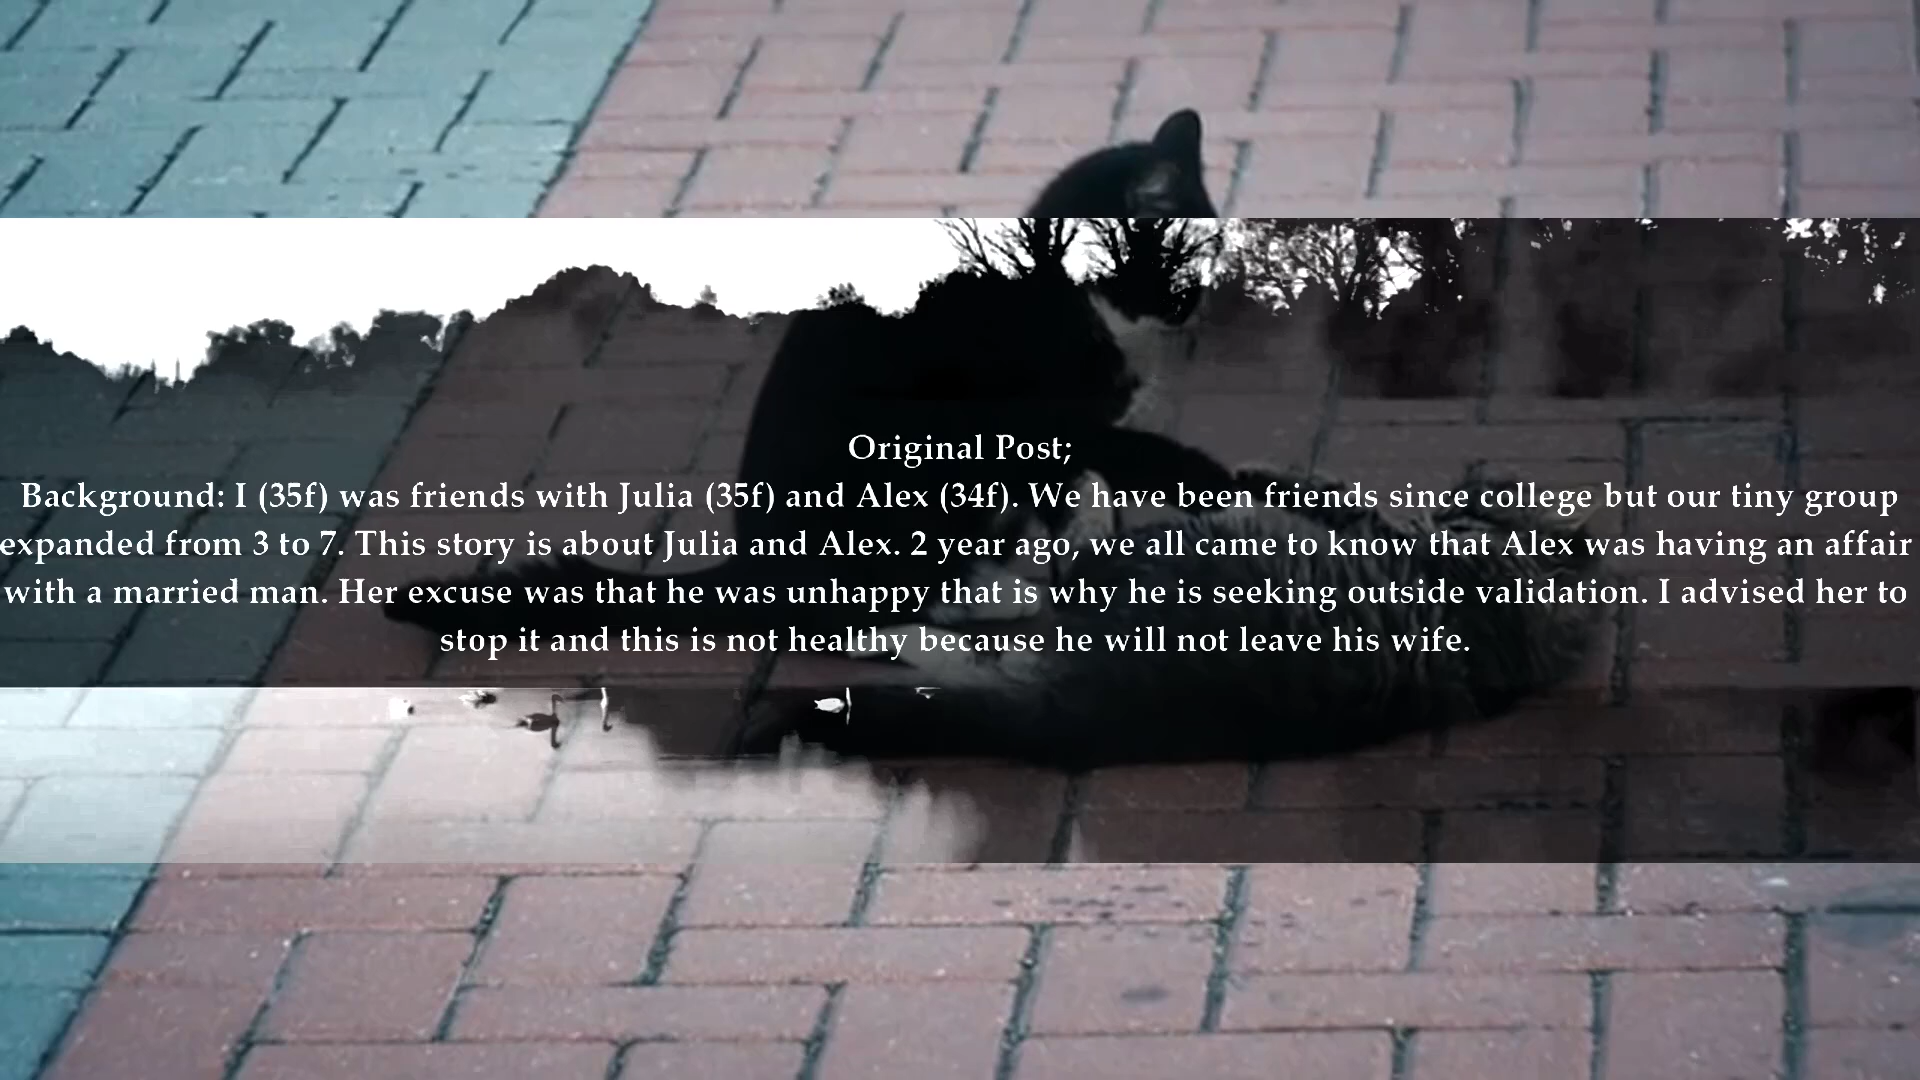 Original Post;
Background: I (35f) was friends with Julia (35f) and Alex (34f). We have been friends since college but our tiny group
expanded from 3 to 7. This story is about Julia and Alex. 2 year ago, we all came to know that Alex was having an affair
with a married man. Her excuse was that he was unhappy that is why he is seeking outside validation. I advised her to
stop it and this is not healthy because he will not leave his wife.